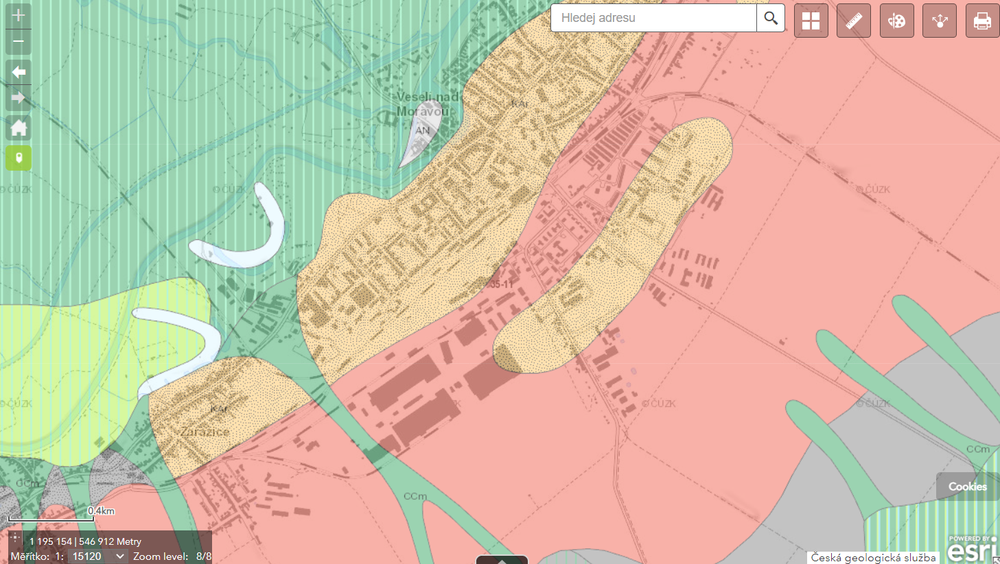 Hledej adresu
Veselí nad
Moravou
KAr
AN
© ČÚZK
© ČÚZK
© ČÚZK
35-11
© ČÚZK
© ČÚZK
© ČÚZK
KAr
Zarazice
CCm
CCm
CCm
Cookies
0.4km
1 195 154 | 546 912 Metry
Měřítko: 1: 15120 Zoom level: 8/8
POWERED BY
esri
Česká geologická služba